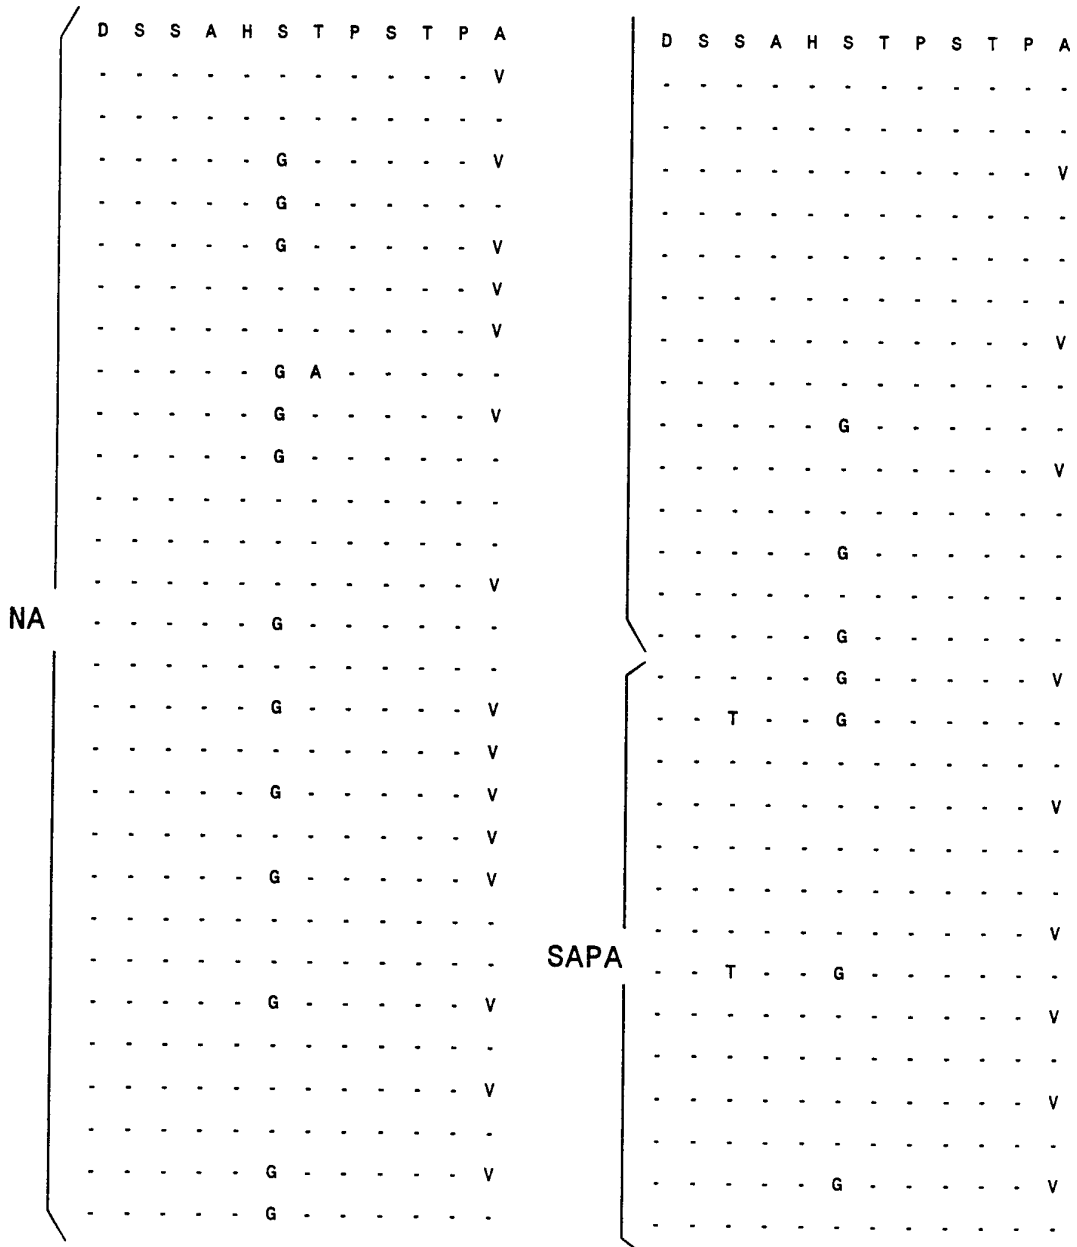 NA
D S S A H S T P S T P A
- - - - - - - - - - - V
- - - - - - - - - - - -
- - - - - G - - - - - V
- - - - - G - - - - - -
- - - - - G - - - - - V
- - - - - - - - - - - V
- - - - - - - - - - - V
- - - - - G A - - - - -
- - - - - G - - - - - V
- - - - - G - - - - - -
- - - - - - - - - - - -
- - - - - - - - - - - -
- - - - - - - - - - - V
- - - - - G - - - - - -
- - - - - - - - - - - -
- - - - - G - - - - - V
- - - - - - - - - - - V
- - - - - G - - - - - V
- - - - - - - - - - - V
- - - - - G - - - - - V
- - - - - - - - - - - -
- - - - - - - - - - - -
- - - - - G - - - - - V
- - - - - - - - - - - -
- - - - - - - - - - - V
- - - - - - - - - - - -
- - - - - G - - - - - V
- - - - - G - - - - - -
SAPA
D S S A H S T P S T P A
- - - - - - - - - - - -
- - - - - - - - - - - -
- - - - - - - - - - - V
- - - - - - - - - - - -
- - - - - - - - - - - -
- - - - - - - - - - - -
- - - - - - - - - - - V
- - - - - - - - - - - -
- - - - - G - - - - - -
- - - - - - - - - - - V
- - - - - - - - - - - -
- - - - - G - - - - - -
- - - - - - - - - - - -
- - - - - G - - - - - -
- - - - - G - - - - - V
- - T - - G - - - - - -
- - - - - - - - - - - -
- - - - - - - - - - - V
- - - - - - - - - - - -
- - - - - - - - - - - -
- - - - - - - - - - - V
- - T - - G - - - - - -
- - - - - - - - - - - V
- - - - - - - - - - - -
- - - - - - - - - - - V
- - - - - - - - - - - -
- - - - - G - - - - - V
- - - - - - - - - - - -